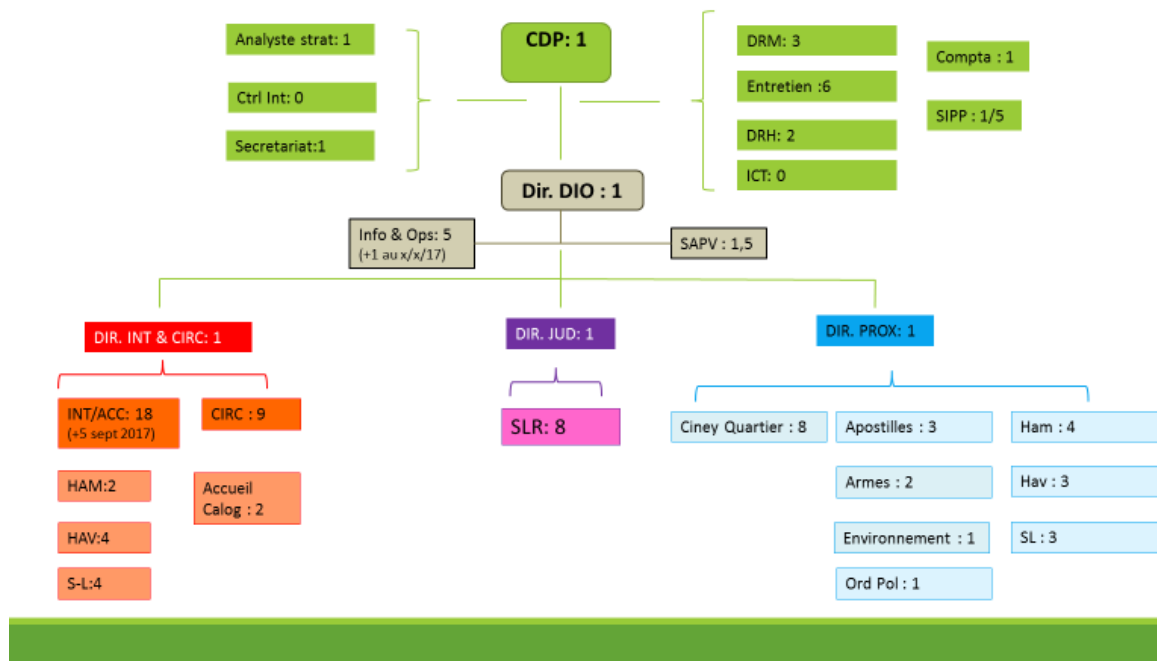 CDP: 1
Analyste strat: 1
Ctrl Int: 0
Secretariat:1
DRM: 3
Entretien :6
DRH: 2
ICT: 0
Compta : 1
SIPP : 1/5
Dir. DIO : 1
Info & Ops: 5
(+1 au x/x/17)
SAPV : 1,5
DIR. INT & CIRC: 1
INT/ACC: 18
(+5 sept 2017)
HAM:2
HAV:4
S-L:4
CIRC : 9
Accueil
Calog : 2
DIR. JUD: 1
SLR: 8
DIR. PROX: 1
Ciney Quartier : 8
Apostilles : 3
Armes : 2
Environnement : 1
Ord Pol : 1
Ham : 4
Hav : 3
SL : 3